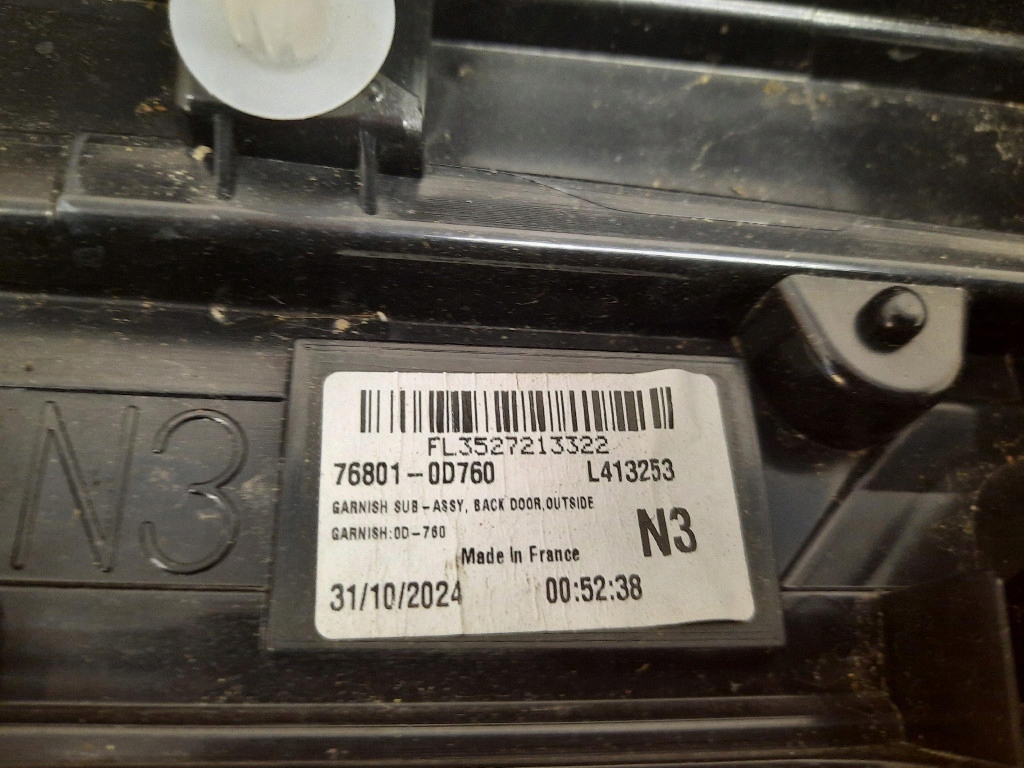 FL3527213322
76801-0D760 L413253
GARNISH SUB-ASSY, BACK DOOR,OUTSIDE
GARNISH:0D-760
N3
Made In France
31/10/2024 00:52:38
N3